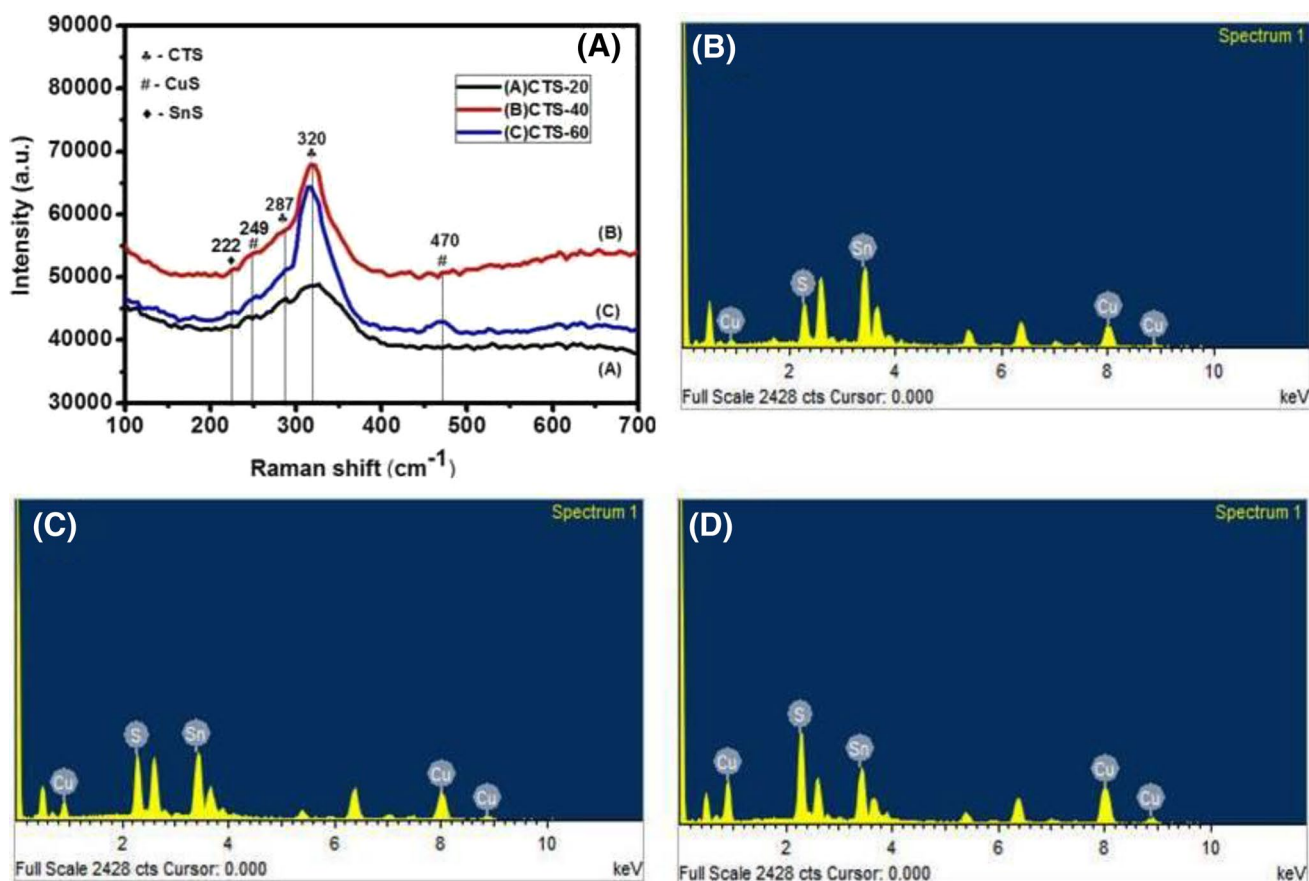 (A)
90000
80000
70000
60000
50000
40000
30000
Intensity (a.u.)
♣ - CTS
# - CuS
♦ - SnS
(A)CTS-20
(B)CTS-40
(C)CTS-60
320
♣
287
♣
249
#
222
♦
470
#
(B)
(C)
(A)
100 200 300 400 500 600 700
Raman shift (cm-1)
(B)
Spectrum 1
Cu S Sn Cu Cu
2 4 6 8 10
Full Scale 2428 cts Cursor: 0.000 keV
(C)
Spectrum 1
Cu S Sn Cu Cu
2 4 6 8 10
Full Scale 2428 cts Cursor: 0.000 keV
(D)
Spectrum 1
Cu S Sn Cu Cu
2 4 6 8 10
Full Scale 2428 cts Cursor: 0.000 keV